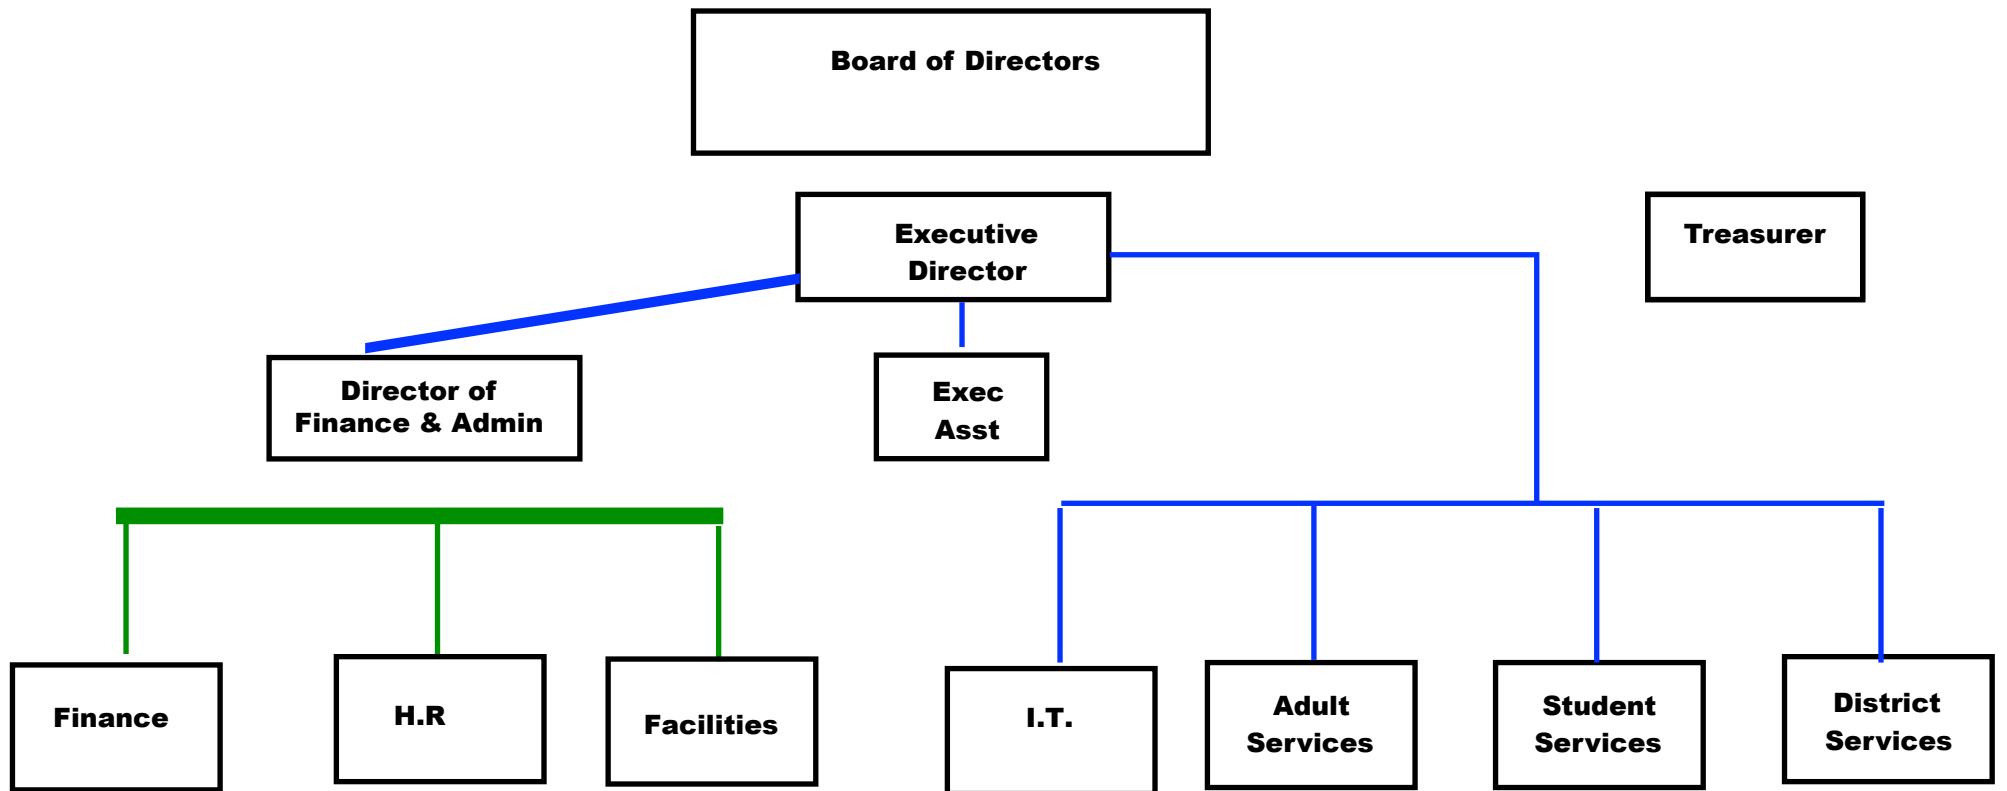 Board of Directors
Executive
Director
Treasurer
Director of
Finance & Admin
Exec
Asst
Finance
H.R
Facilities
I.T.
Adult
Services
Student
Services
District
Services